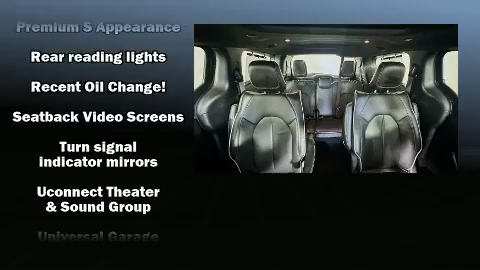 Premium S Appearance
Rear reading lights
Recent Oil Change!
Seatback Video Screens
Turn signal
indicator mirrors
Uconnect Theater
& Sound Group
Universal Garage